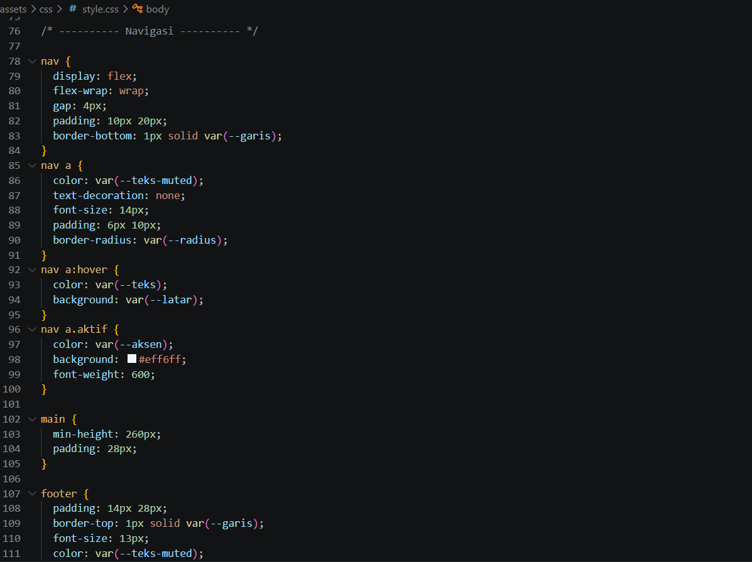 assets > css > # style.css > body
75
76 /* ---------- Navigasi ---------- */
77
78 nav {
79 display: flex;
80 flex-wrap: wrap;
81 gap: 4px;
82 padding: 10px 20px;
83 border-bottom: 1px solid var(--garis);
84 }
85 nav a {
86 color: var(--teks-muted);
87 text-decoration: none;
88 font-size: 14px;
89 padding: 6px 10px;
90 border-radius: var(--radius);
91 }
92 nav a:hover {
93 color: var(--teks);
94 background: var(--latar);
95 }
96 nav a.aktif {
97 color: var(--aksen);
98 background: #eff6ff;
99 font-weight: 600;
100 }
101
102 main {
103 min-height: 260px;
104 padding: 28px;
105 }
106
107 footer {
108 padding: 14px 28px;
109 border-top: 1px solid var(--garis);
110 font-size: 13px;
111 color: var(--teks-muted);